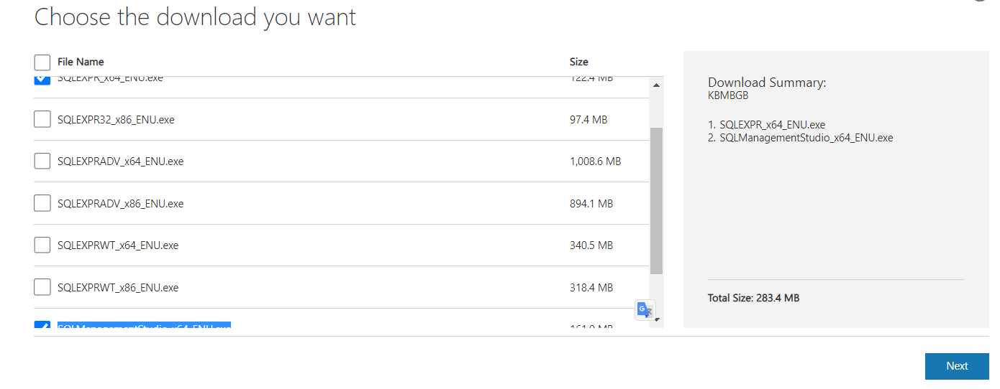 Choose the download you want
File Name Size
SQLEXPR_x64_ENU.exe 122.4 MB
SQLEXPR32_x86_ENU.exe 97.4 MB
SQLEXPRADV_x64_ENU.exe 1,008.6 MB
SQLEXPRADV_x86_ENU.exe 894.1 MB
SQLEXPRWT_x64_ENU.exe 340.5 MB
SQLEXPRWT_x86_ENU.exe 318.4 MB
SQLManagementStudio_x64_ENU.exe 161.0 MB
Download Summary:
KBMBGB
1. SQLEXPR_x64_ENU.exe
2. SQLManagementStudio_x64_ENU.exe
Total Size: 283.4 MB
Next